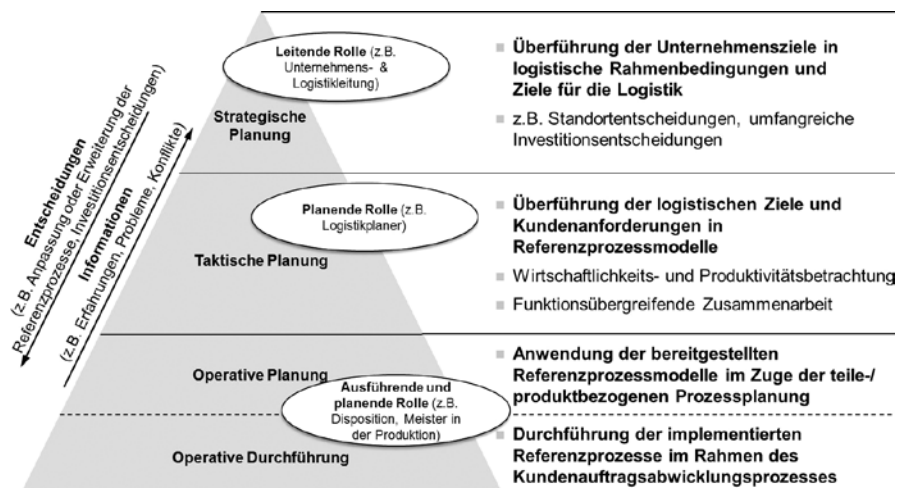 Leitende Rolle (z.B.
Unternehmens- &
Logistikleitung)
Strategische
Planung
Überführung der Unternehmensziele in
logistische Rahmenbedingungen und
Ziele für die Logistik
z.B. Standortentscheidungen, umfangreiche
Investitionsentscheidungen
Entscheidungen
(z.B. Anpassung oder Erweiterung der
Referenzprozesse, Investitionsentscheidungen)
Informationen
(z.B. Erfahrungen, Probleme, Konflikte)
Planende Rolle (z.B.
Logistikplaner)
Taktische Planung
Überführung der logistischen Ziele und
Kundenanforderungen in
Referenzprozessmodelle
Wirtschaftlichkeits- und Produktivitätsbetrachtung
Funktionsübergreifende Zusammenarbeit
Operative Planung
Anwendung der bereitgestellten
Referenzprozessmodelle im Zuge der teile-/
produktbezogenen Prozessplanung
Ausführende und
planende Rolle (z.B.
Disposition, Meister in
der Produktion)
Operative Durchführung
Durchführung der implementierten
Referenzprozesse im Rahmen des
Kundenauftragsabwicklungsprozesses